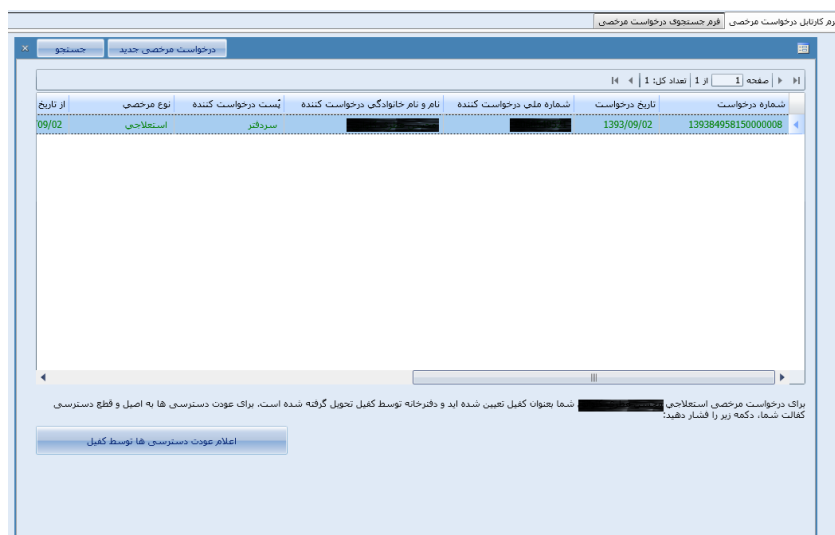 رم کارتابل درخواست مرخصی فرم جستجوی درخواست مرخصی
درخواست مرخصی جدید جستجو
صفحه 1 از 1 تعداد کل: 1
شماره درخواست تاریخ درخواست شماره ملی درخواست کننده نام و نام خانوادگی درخواست کننده پُست درخواست کننده نوع مرخصی از تاریخ
139384958150000008 1393/09/02 سردفتر استعلاجی 09/02
برای درخواست مرخصی استعلاجی شما بعنوان کفیل تعیین شده اید و دفترخانه توسط کفیل تحویل گرفته شده است، برای عودت دسترسی ها به اصیل و قطع دسترسی
کفالت شما، دکمه زیر را فشار دهید:
اعلام عودت دسترسی ها توسط کفیل